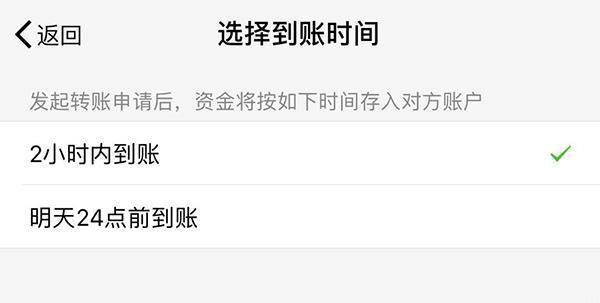 返回
选择到账时间
发起转账申请后，资金将按如下时间存入对方账户
2小时内到账
明天24点前到账